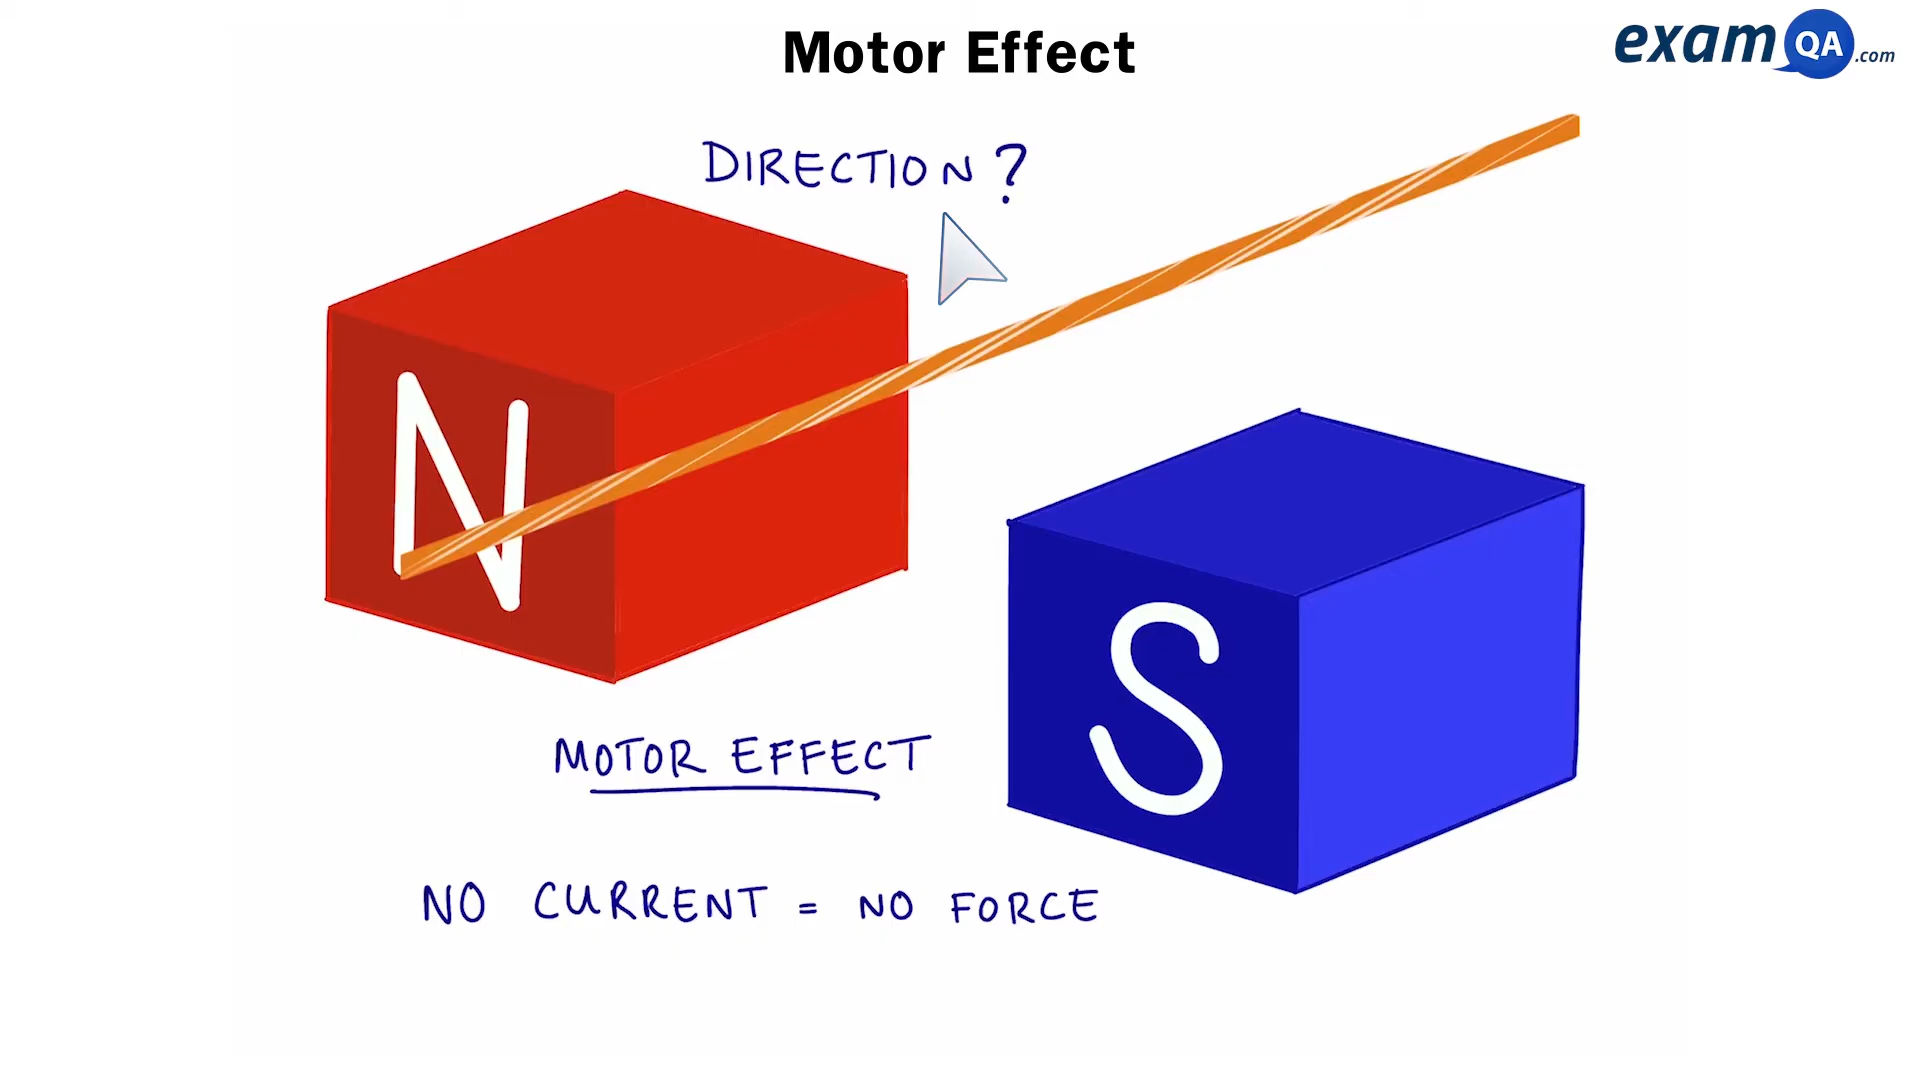 Motor Effect
examQA.com
DIRECTION?
N
S
MOTOR EFFECT
NO CURRENT = NO FORCE